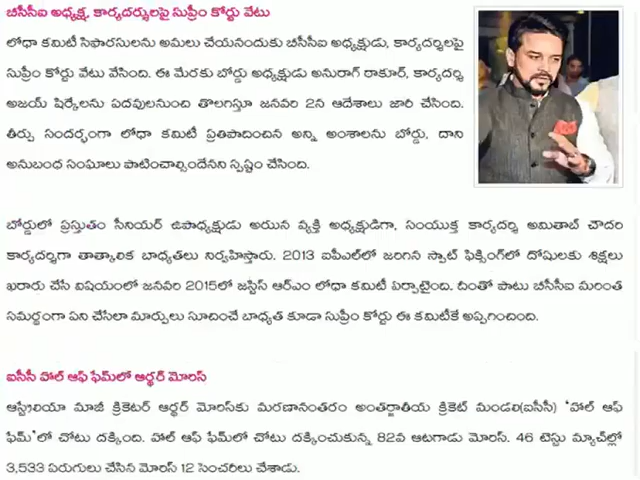 బీసీసీఐ అధ్యక్ష, కార్యదర్శులపై సుప్రీం కోర్టు వేటు
లోధా కమిటీ సిఫారసులను అమలు చేయనందుకు బీసీసీఐ అధ్యక్షుడు, కార్యదర్శిలపై
సుప్రీం కోర్టు వేటు వేసింది. ఈ మేరకు బోర్డు అధ్యక్షుడు అనురాగ్ ఠాకూర్, కార్యదర్శి
అజయ్ షిర్కేలను పదవులనుంచి తొలగిస్తూ జనవరి 2న ఆదేశాలు జారీ చేసింది.
తీర్పు సందర్భంగా లోధా కమిటీ ప్రతిపాదించిన అన్ని అంశాలను బోర్డు, దాని
అనుబంధ సంఘాలు పాటించాల్సిందేనని స్పష్టం చేసింది.
బోర్డులో ప్రస్తుతం సీనియర్ ఉపాధ్యక్షుడు అయిన వ్యక్తి అధ్యక్షుడిగా, సంయుక్త కార్యదర్శి అమితాబ్ చౌదరి
కార్యదర్శిగా తాత్కాలిక బాధ్యతలు నిర్వహిస్తారు. 2013 ఐపీఎల్‌లో జరిగిన స్పాట్ ఫిక్సింగ్‌లో దోషులకు శిక్షలు
ఖరారు చేసే విషయంలో జనవరి 2015లో జస్టిస్ ఆర్‌ఎం లోధా కమిటీ ఏర్పాటైంది. దీంతో పాటు బీసీసీఐ మరింత
సమర్థంగా పని చేసేలా మార్పులు సూచించే బాధ్యత కూడా సుప్రీం కోర్టు ఈ కమిటీకే అప్పగించింది.
ఐసీసీ హాల్ ఆఫ్ ఫేమ్‌లో ఆర్థర్ మోరిస్
ఆస్ట్రేలియా మాజీ క్రికెటర్ ఆర్థర్ మోరిస్‌కు మరణానంతరం అంతర్జాతీయ క్రికెట్ మండలి(ఐసీసీ) 'హాల్ ఆఫ్
ఫేమ్'లో చోటు దక్కింది. హాల్ ఆఫ్ ఫేమ్‌లో చోటు దక్కించుకున్న 82వ ఆటగాడు మోరిస్. 46 టెస్టు మ్యాచ్‌ల్లో
3,533 పరుగులు చేసిన మోరిస్ 12 సెంచరీలు చేశాడు.